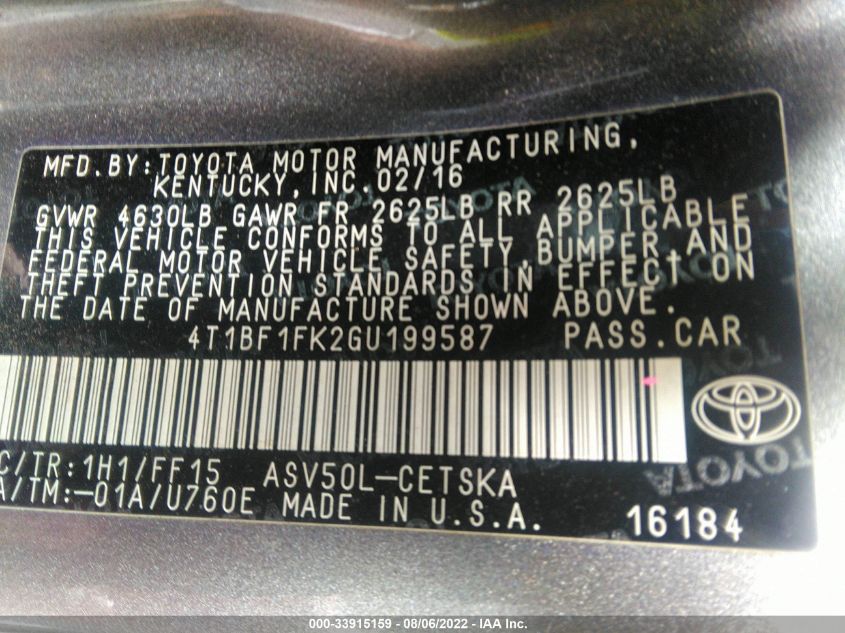 MFD.BY:TOYOTA MOTOR MANUFACTURING,
KENTUCKY,INC.02/16
GVWR 4630LB GAWR FR 2625LB RR 2625LB
THIS VEHICLE CONFORMS TO ALL APPLICABLE
FEDERAL MOTOR VEHICLE SAFETY,BUMPER,AND
THEFT PREVENTION STANDARDS IN EFFECT ON
THE DATE OF MANUFACTURE SHOWN ABOVE.
4T1BF1FK2GU199587 PASS.CAR
C/TR:1H1/FF15 ASV50L-CETSKA
A/TM:-01A/U760E MADE IN U.S.A. 16184
TOYOTA
000-33915159 - 08/06/2022 - IAA Inc.